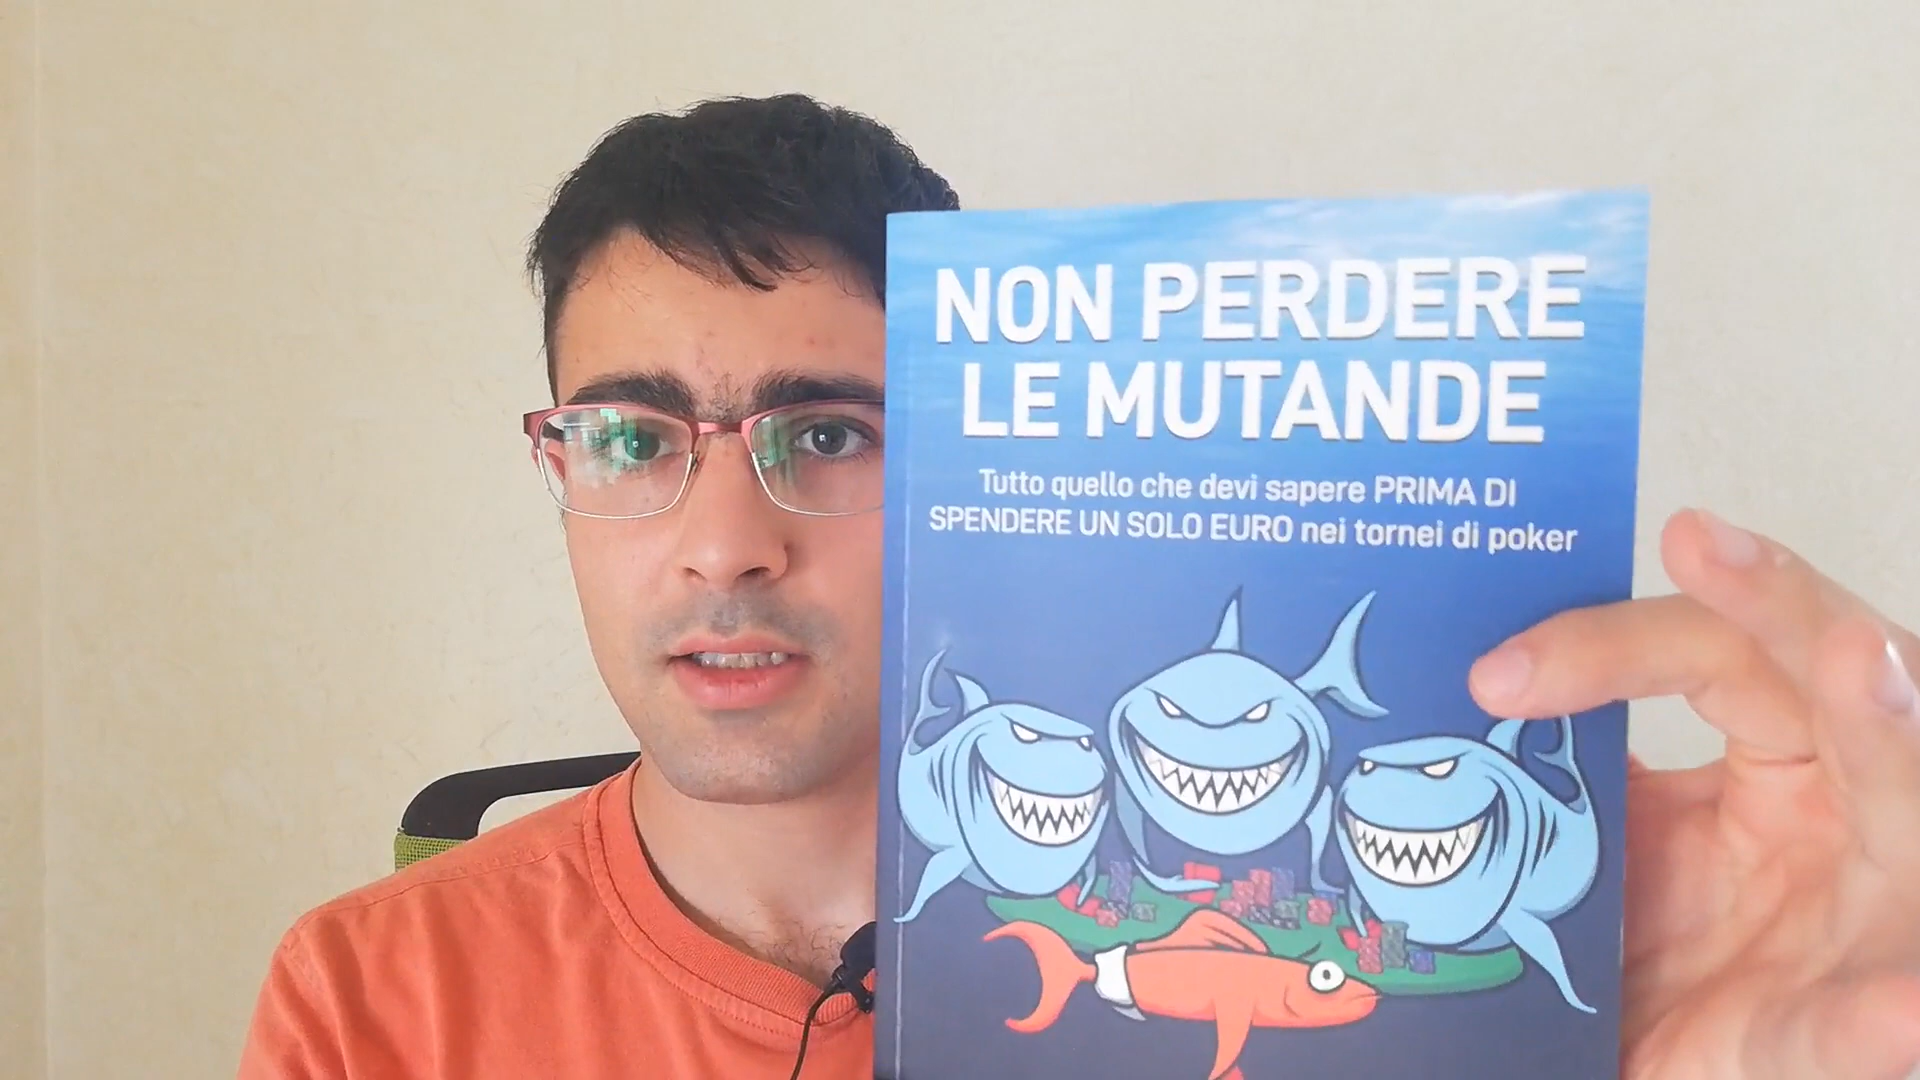 NON PERDERE
LE MUTANDE
Tutto quello che devi sapere PRIMA DI
SPENDERE UN SOLO EURO nei tornei di poker